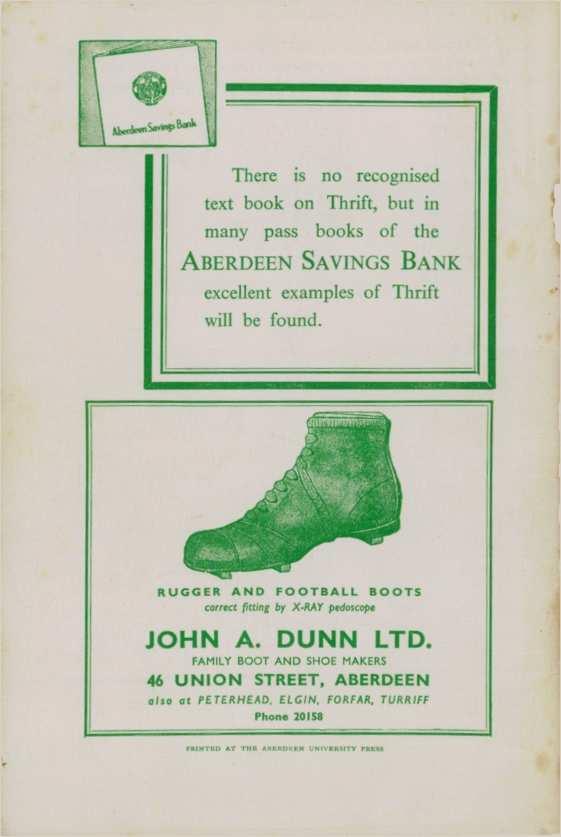 Aberdeen Savings Bank
There is no recognised
text book on Thrift, but in
many pass books of the
ABERDEEN SAVINGS BANK
excellent examples of Thrift
will be found.
RUGGER AND FOOTBALL BOOTS
correct fitting by X-RAY pedoscope
JOHN A. DUNN LTD.
FAMILY BOOT AND SHOE MAKERS
46 UNION STREET, ABERDEEN
also at PETERHEAD, ELGIN, FORFAR, TURRIFF
Phone 20158
PRINTED AT THE ABERDEEN UNIVERSITY PRESS